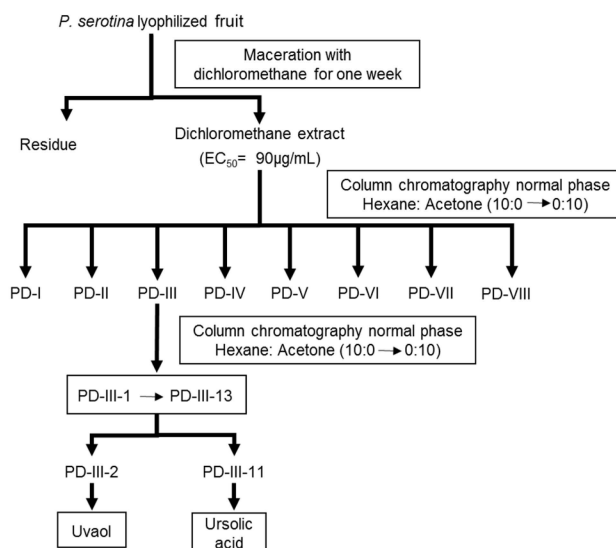 P. serotina lyophilized fruit
Maceration with
dichloromethane for one week
Residue
Dichloromethane extract
(EC50= 90µg/mL)
Column chromatography normal phase
Hexane: Acetone (10:0 → 0:10)
PD-I PD-II PD-III PD-IV PD-V PD-VI PD-VII PD-VIII
Column chromatography normal phase
Hexane: Acetone (10:0 → 0:10)
PD-III-1 → PD-III-13
PD-III-2 PD-III-11
Uvaol
Ursolic
acid